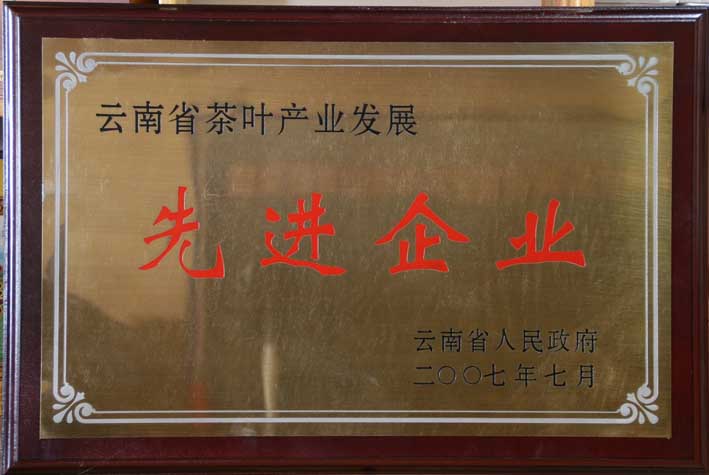 云南省茶叶产业发展
先进企业
云南省人民政府
二〇〇七年七月